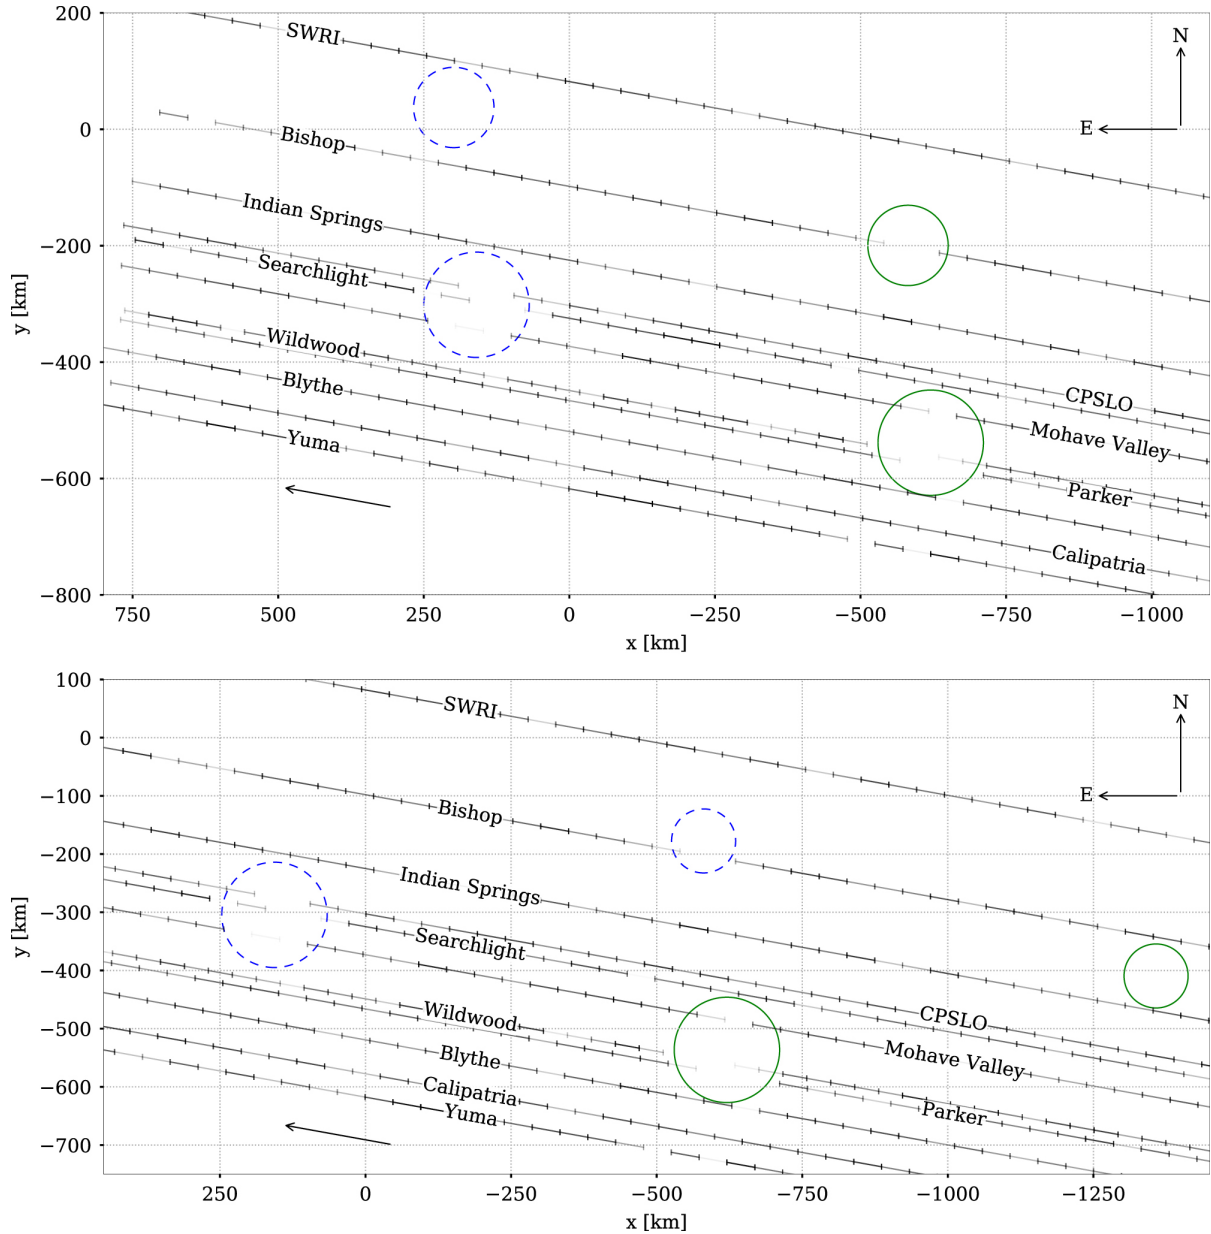 200
SWRI
N
0
E
Bishop
Indian Springs
−200
Searchlight
y [km]
Wildwood
−400
Blythe
CPSLO
Yuma
Mohave Valley
−600
Parker
Calipatria
−800
750 500 250 0 −250 −500 −750 −1000
x [km]
100
SWRI
N
0
−100
E
Bishop
−200
Indian Springs
−300
y [km]
Searchlight
−400
CPSLO
−500
Wildwood
Mohave Valley
Blythe
−600
Calipatria
Yuma
Parker
−700
250 0 −250 −500 −750 −1000 −1250
x [km]